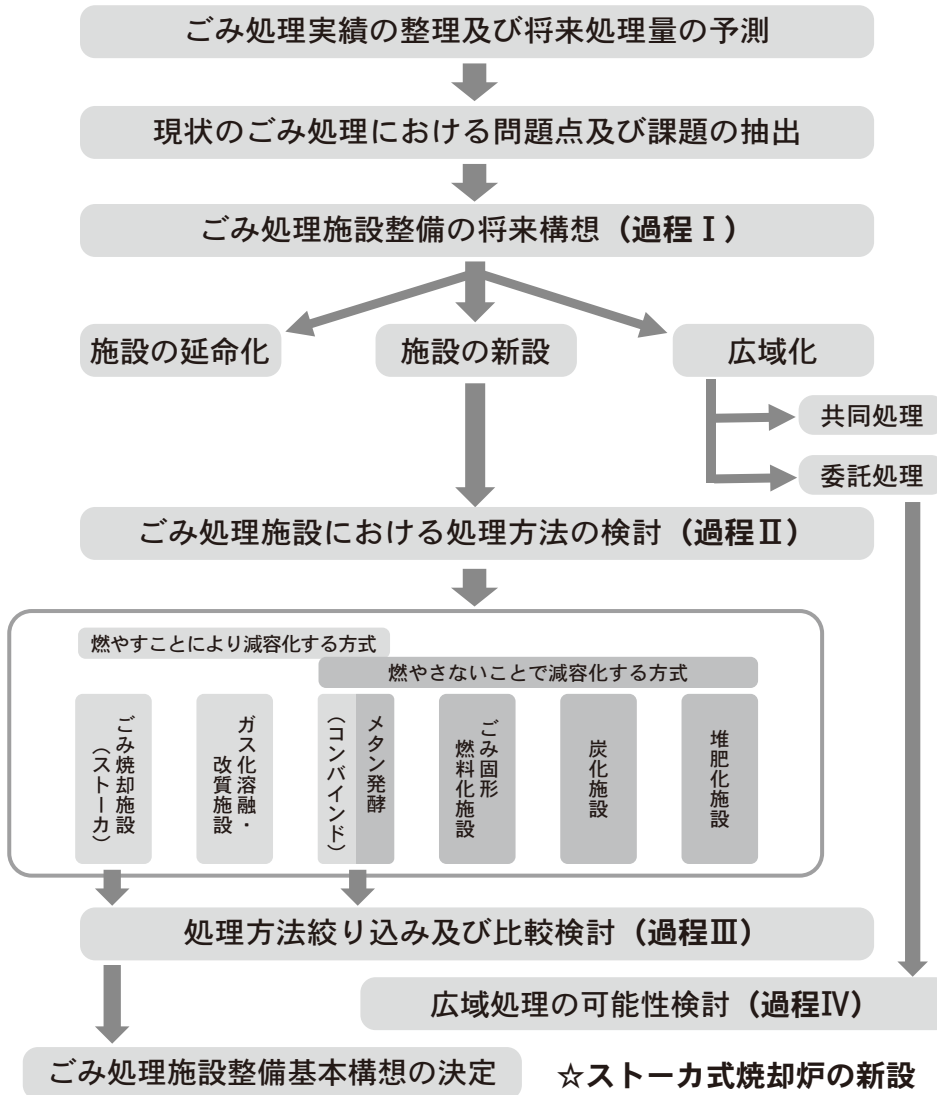 ごみ処理実績の整理及び将来処理量の予測
現状のごみ処理における問題点及び課題の抽出
ごみ処理施設整備の将来構想（過程Ⅰ）
施設の延命化
施設の新設
広域化
共同処理
委託処理
ごみ処理施設における処理方法の検討（過程Ⅱ）
燃やすことにより減容化する方式
燃やさないことで減容化する方式
ごみ焼却施設
（ストーカ）
ガス化溶融・
改質施設
メタン発酵
（コンバインド）
ごみ固形
燃料化施設
炭化施設
堆肥化施設
処理方法絞り込み及び比較検討（過程Ⅲ）
広域処理の可能性検討（過程Ⅳ）
ごみ処理施設整備基本構想の決定
☆ストーカ式焼却炉の新設